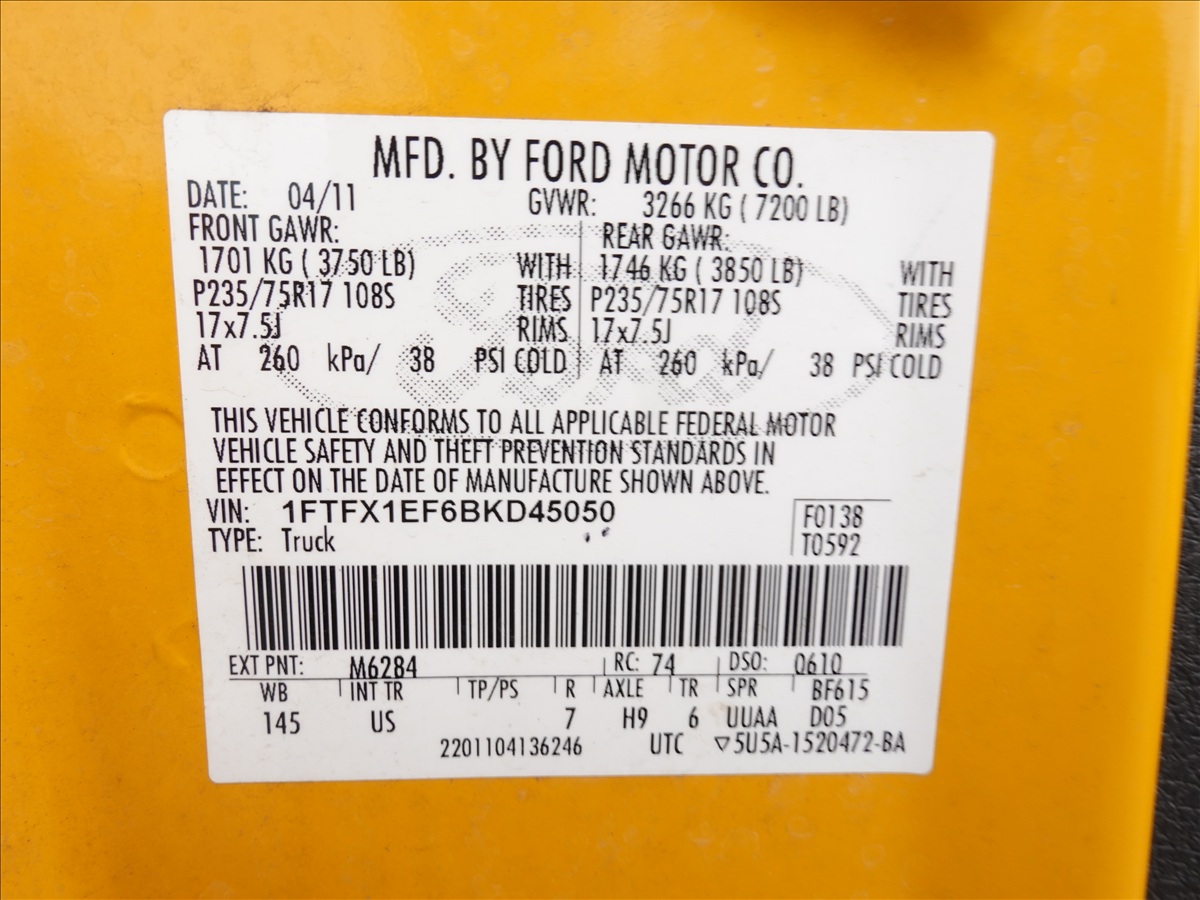 MFD. BY FORD MOTOR CO.
DATE: 04/11 GVWR: 3266 KG ( 7200 LB)
FRONT GAWR: REAR GAWR:
1701 KG ( 3750 LB) WITH 1746 KG ( 3850 LB) WITH
P235/75R17 108S TIRES P235/75R17 108S TIRES
17x7.5J RIMS 17x7.5J RIMS
AT 260 kPa/ 38 PSI COLD AT 260 kPa/ 38 PSI COLD
THIS VEHICLE CONFORMS TO ALL APPLICABLE FEDERAL MOTOR
VEHICLE SAFETY AND THEFT PREVENTION STANDARDS IN
EFFECT ON THE DATE OF MANUFACTURE SHOWN ABOVE.
VIN: 1FTFX1EF6BKD45050 F0138
TYPE: Truck T0592
EXT PNT: M6284 RC: 74 DSO: Q61Q
WB INT TR TP/PS R AXLE TR SPR BF615
145 US 7 H9 6 UUAA D05
2201104136246 UTC ▽5U5A-1520472-BA